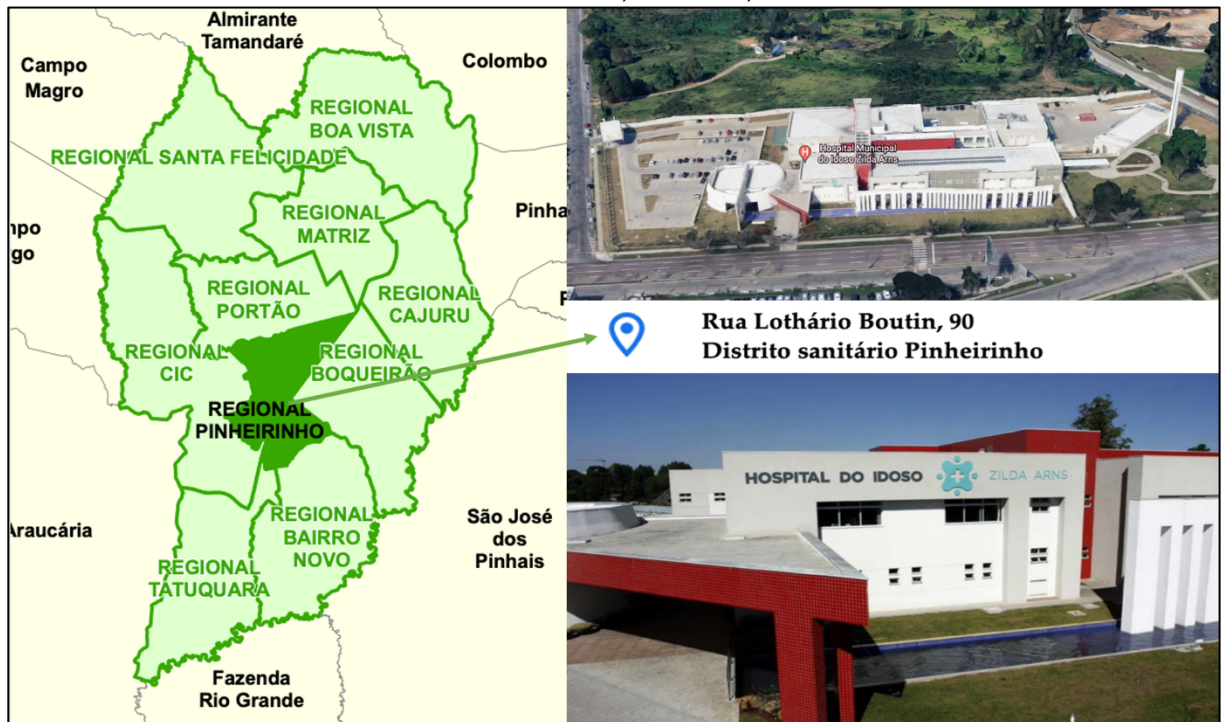 Almirante
Tamandaré
Campo
Magro
Colombo
REGIONAL
BOA VISTA
REGIONAL SANTA FELICIDADE
REGIONAL
MATRIZ
Pinha
npo
go
REGIONAL
PORTÃO
REGIONAL
CAJURU
REGIONAL
CIC
REGIONAL
BOQUEIRÃO
REGIONAL
PINHEIRINHO
Araucária
São José
dos
Pinhais
REGIONAL
BAIRRO
NOVO
REGIONAL
TATUQUARA
Fazenda
Rio Grande
H
Hospital Municipal
do Idoso Zilda Arns
Rua Lothário Boutin, 90
Distrito sanitário Pinheirinho
HOSPITAL DO IDOSO ZILDA ARNS